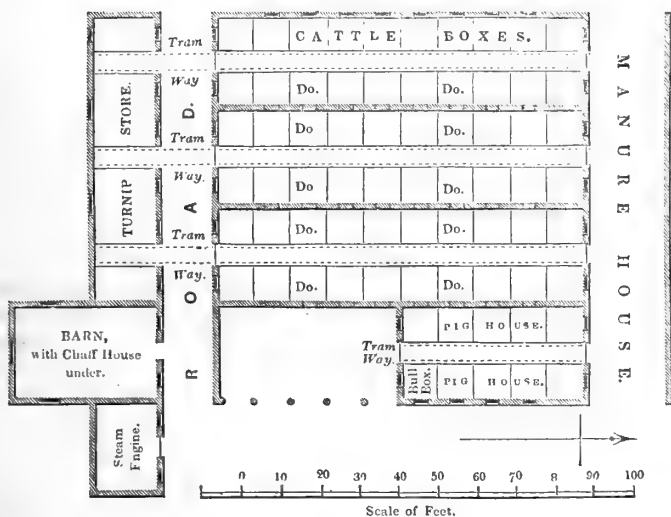 CATTLE BOXES.
Tram
Way
Do. Do.
Do Do.
Tram
Way.
Do Do.
Tram
Do. Do.
Way.
Do. Do.
STORE.
TURNIP
ROAD.
MANURE HOUSE.
BARN,
with Chaff House
under.
PIG HOUSE.
Tram
Way.
Bull
Box.
PIG HOUSE.
Steam
Engine.
0 10 20 30 40 50 60 70 8 90 100
Scale of Feet.